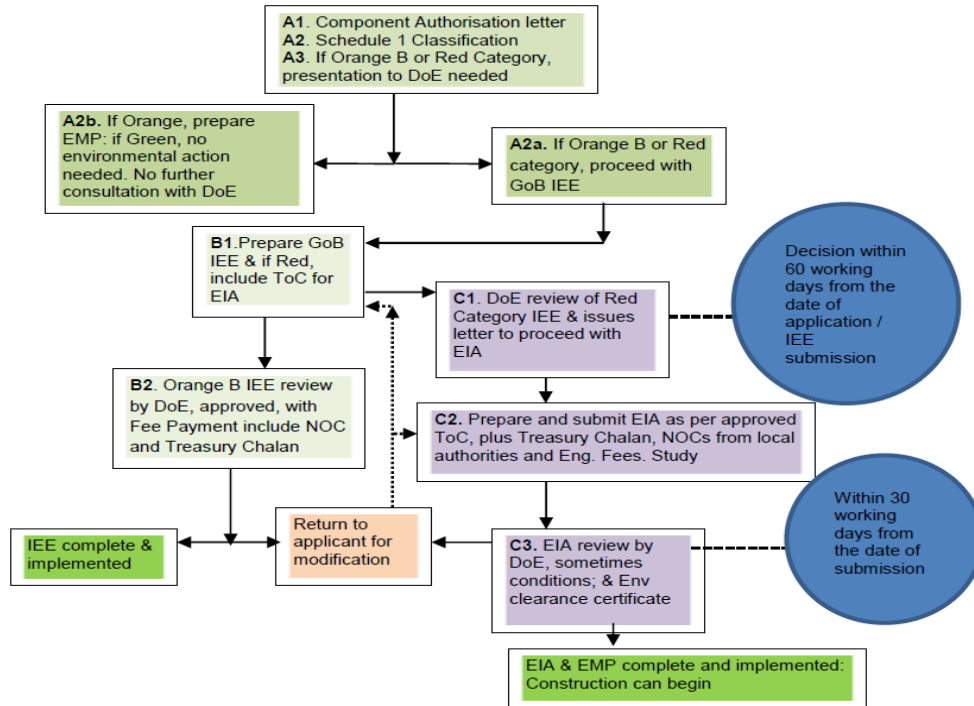 A1. Component Authorisation letter
A2. Schedule 1 Classification
A3. If Orange B or Red Category,
presentation to DoE needed
A2b. If Orange, prepare
EMP: if Green, no
environmental action
needed. No further
consultation with DoE
A2a. If Orange B or Red
category, proceed with
GoB IEE
B1.Prepare GoB
IEE & if Red,
include ToC for
EIA
Decision within
60 working
days from the
date of
application /
IEE
submission
C1. DoE review of Red
Category IEE & issues
letter to proceed with
EIA
B2. Orange B IEE review
by DoE, approved, with
Fee Payment include NOC
and Treasury Chalan
C2. Prepare and submit EIA as per approved
ToC, plus Treasury Chalan, NOCs from local
authorities and Eng. Fees. Study
Within 30
working
days from
the date of
submission
IEE complete &
implemented
Return to
applicant for
modification
C3. EIA review by
DoE, sometimes
conditions; & Env
clearance certificate
EIA & EMP complete and implemented:
Construction can begin